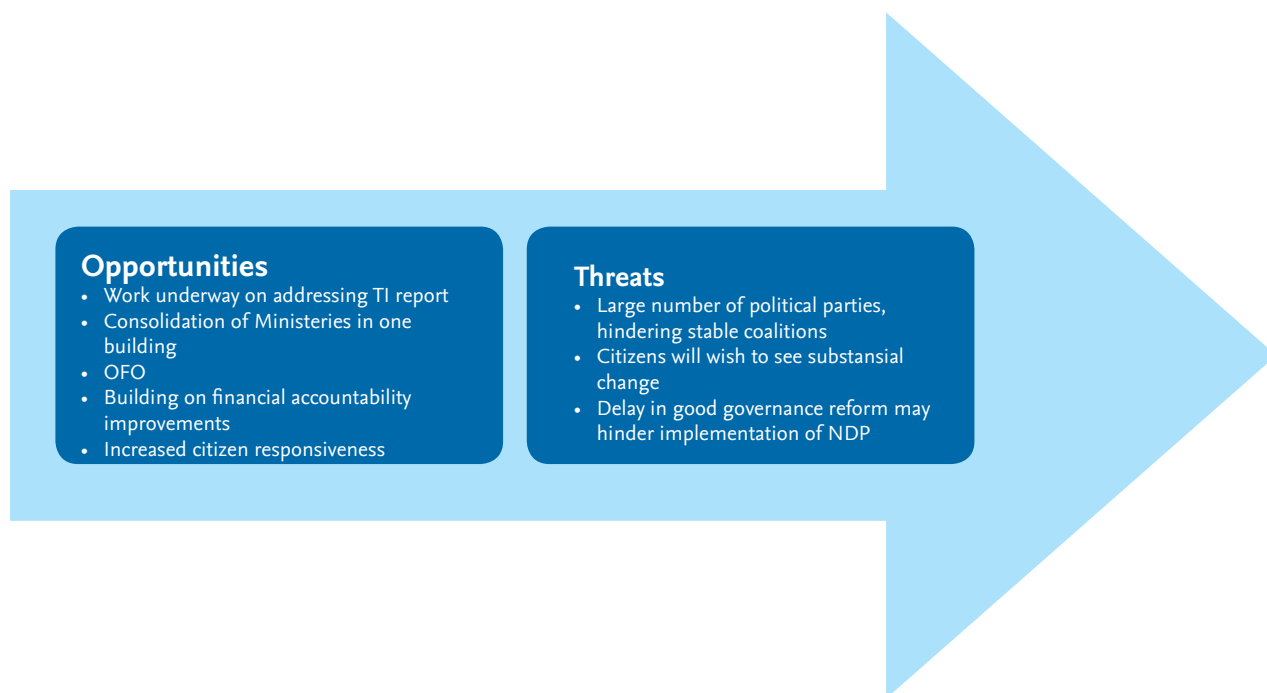 Opportunities
• Work underway on addressing TI report
• Consolidation of Ministeries in one
building
• OFO
• Building on financial accountability
improvements
• Increased citizen responsiveness
Threats
• Large number of political parties,
hindering stable coalitions
• Citizens will wish to see substansial
change
• Delay in good governance reform may
hinder implementation of NDP